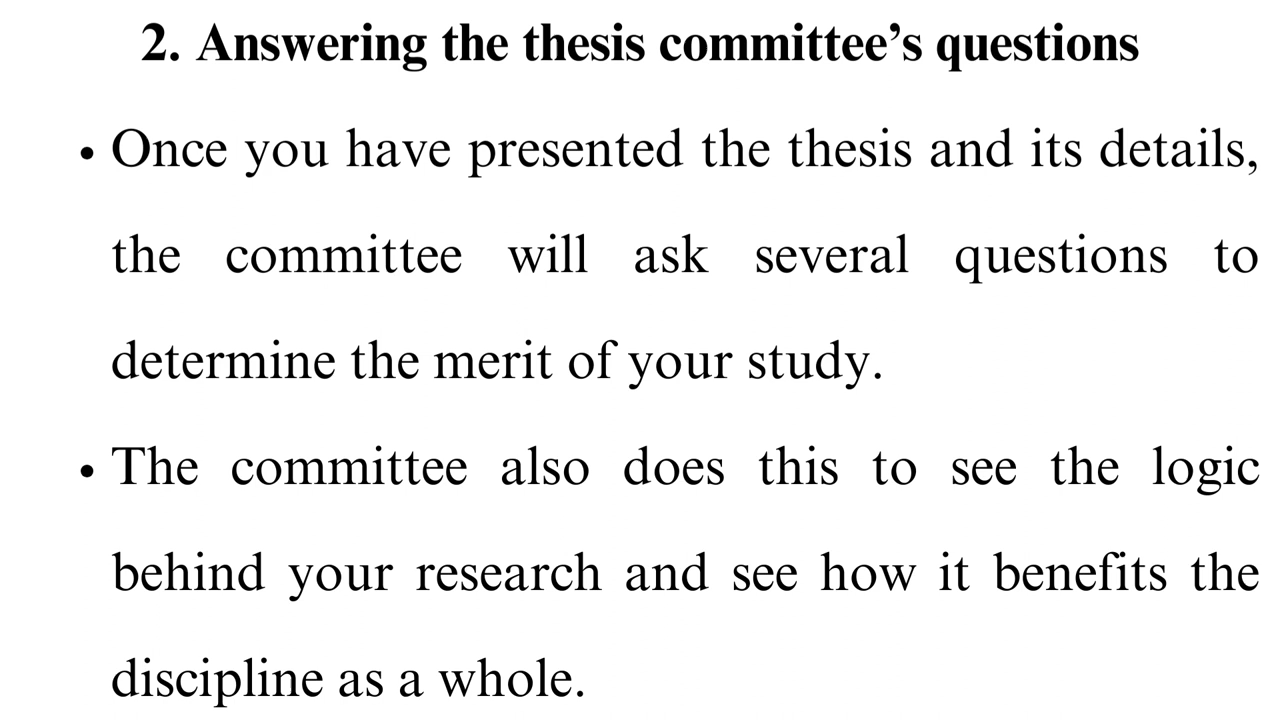 2. Answering the thesis committee’s questions
• Once you have presented the thesis and its details,
the committee will ask several questions to
determine the merit of your study.
• The committee also does this to see the logic
behind your research and see how it benefits the
discipline as a whole.